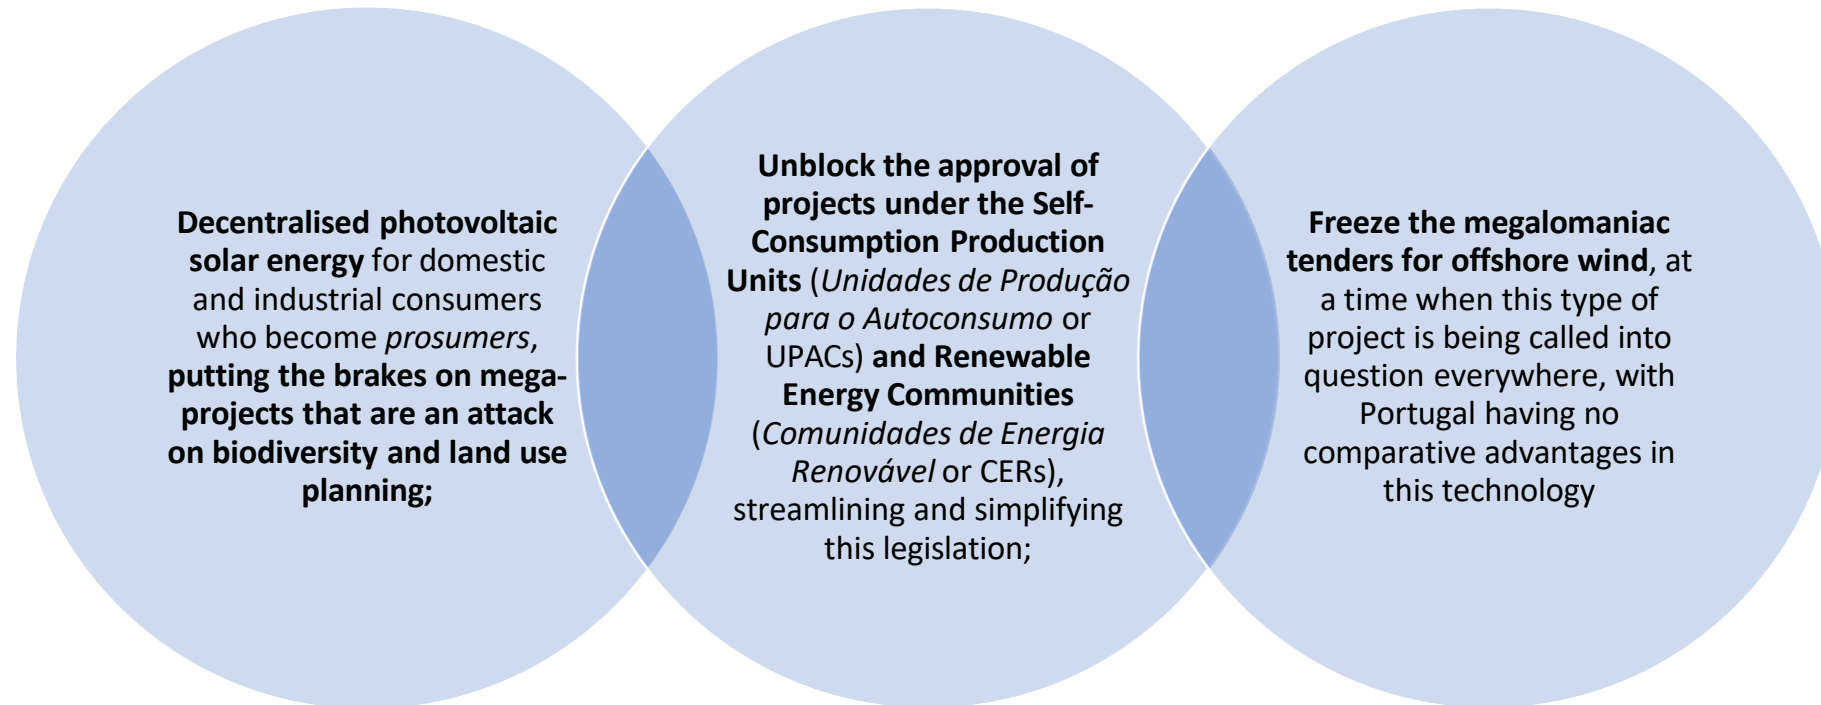 Decentralised photovoltaic
solar energy for domestic
and industrial consumers
who become prosumers,
putting the brakes on mega-
projects that are an attack
on biodiversity and land use
planning;
Unblock the approval of
projects under the Self-
Consumption Production
Units (Unidades de Produção
para o Autoconsumo or
UPACs) and Renewable
Energy Communities
(Comunidades de Energia
Renovável or CERs),
streamlining and simplifying
this legislation;
Freeze the megalomaniac
tenders for offshore wind, at
a time when this type of
project is being called into
question everywhere, with
Portugal having no
comparative advantages in
this technology